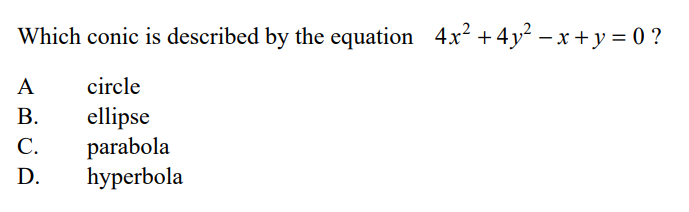 Which conic is described by the equation 4x² + 4y² − x + y = 0 ?
A circle
B. ellipse
C. parabola
D. hyperbola